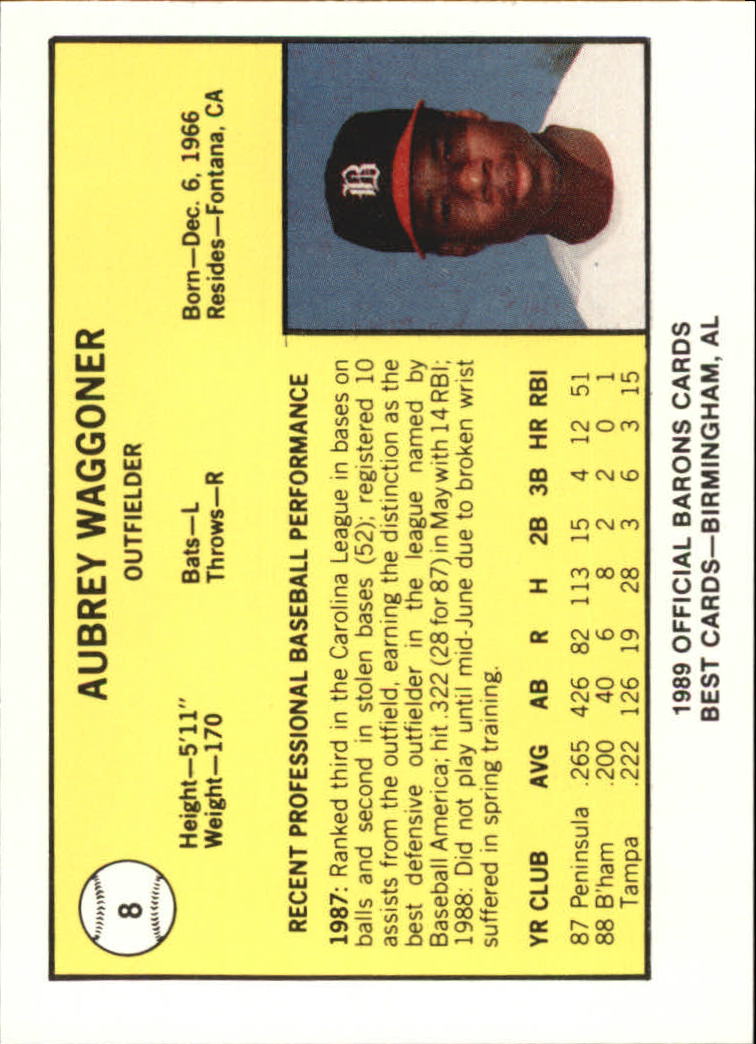 8
AUBREY WAGGONER
OUTFIELDER
Height—5'11" Bats—L Born—Dec. 6, 1966
Weight—170 Throws—R Resides—Fontana, CA
B
RECENT PROFESSIONAL BASEBALL PERFORMANCE
1987: Ranked third in the Carolina League in bases on
balls and second in stolen bases (52); registered 10
assists from the outfield, earning the distinction as the
best defensive outfielder in the league named by
Baseball America; hit .322 (28 for 87) in May with 14 RBI;
1988: Did not play until mid-June due to broken wrist
suffered in spring training.
YR CLUB AVG AB R H 2B 3B HR RBI
87 Peninsula .265 426 82 113 15 4 12 51
88 B'ham .200 40 6 8 2 2 0 1
Tampa .222 126 19 28 3 6 3 15
1989 OFFICIAL BARONS CARDS
BEST CARDS—BIRMINGHAM, AL